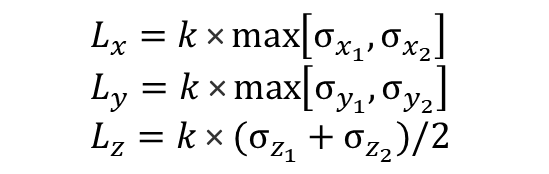 L_x = k × max[σ_{x_1}, σ_{x_2}]
L_y = k × max[σ_{y_1}, σ_{y_2}]
L_z = k × (σ_{z_1} + σ_{z_2})/2